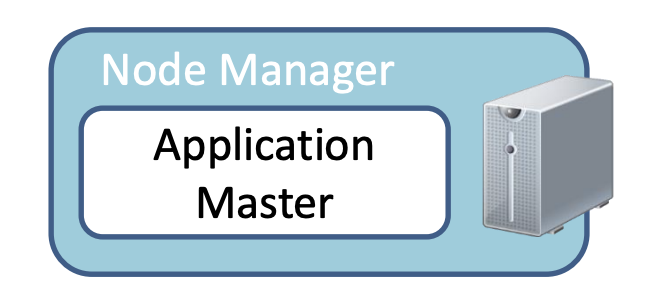 Node Manager
Application
Master